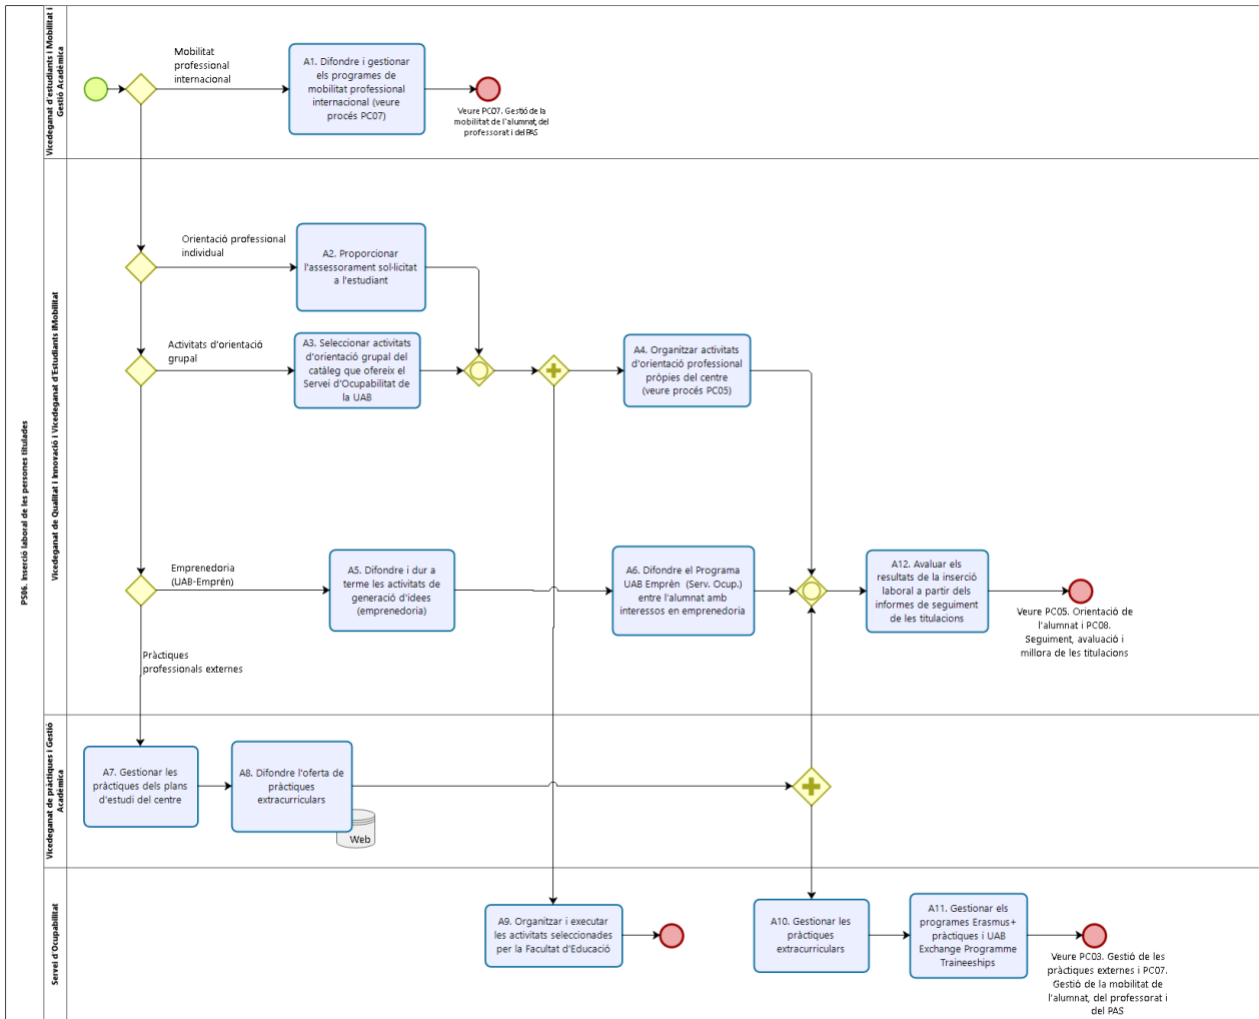 PS06. Inserció laboral de les persones titulades
Vicedeganat d'estudiants i Mobilitat i
Gestió Acadèmica
Mobilitat
professional
internacional
A1. Difondre i gestionar
els programes de
mobilitat professional
internacional (veure
procés PC07)
Veure PC07. Gestió de la
mobilitat de l'alumnat, del
professorat i del PAS
Vicedeganat de Qualitat i Innovació i Vicedeganat d'Estudiants iMobilitat
Orientació professional
individual
A2. Proporcionar
l'assessorament sol·licitat
a l'estudiant
Activitats d'orientació
grupal
A3. Seleccionar activitats
d'orientació grupal del
catàleg que ofereix el
Servei d'Ocupabilitat de
la UAB
A4. Organitzar activitats
d'orientació professional
pròpies del centre
(veure procés PC05)
Emprenedoria
(UAB-Emprèn)
A5. Difondre i dur a
terme les activitats de
generació d'idees
(emprenedoria)
A6. Difondre el Programa
UAB Emprèn (Serv. Ocup.)
entre l'alumnat amb
interessos en emprenedoria
A12. Avaluar els
resultats de la inserció
laboral a partir dels
informes de seguiment
de les titulacions
Veure PC05. Orientació de
l'alumnat i PC08.
Seguiment, avaluació i
millora de les titulacions
Pràctiques
professionals externes
Vicedeganat de pràctiques i Gestió
Acadèmica
A7. Gestionar les
pràctiques dels plans
d'estudi del centre
A8. Difondre l'oferta de
pràctiques
extracurriculars
Web
Servei d'Ocupabilitat
A9. Organitzar i executar
les activitats seleccionades
per la Facultat d'Educació
A10. Gestionar les
pràctiques
extracurriculars
A11. Gestionar els
programes Erasmus+
pràctiques i UAB
Exchange Programme
Traineeships
Veure PC03. Gestió de les
pràctiques externes i PC07.
Gestió de la mobilitat de
l'alumnat, del professorat i
del PAS